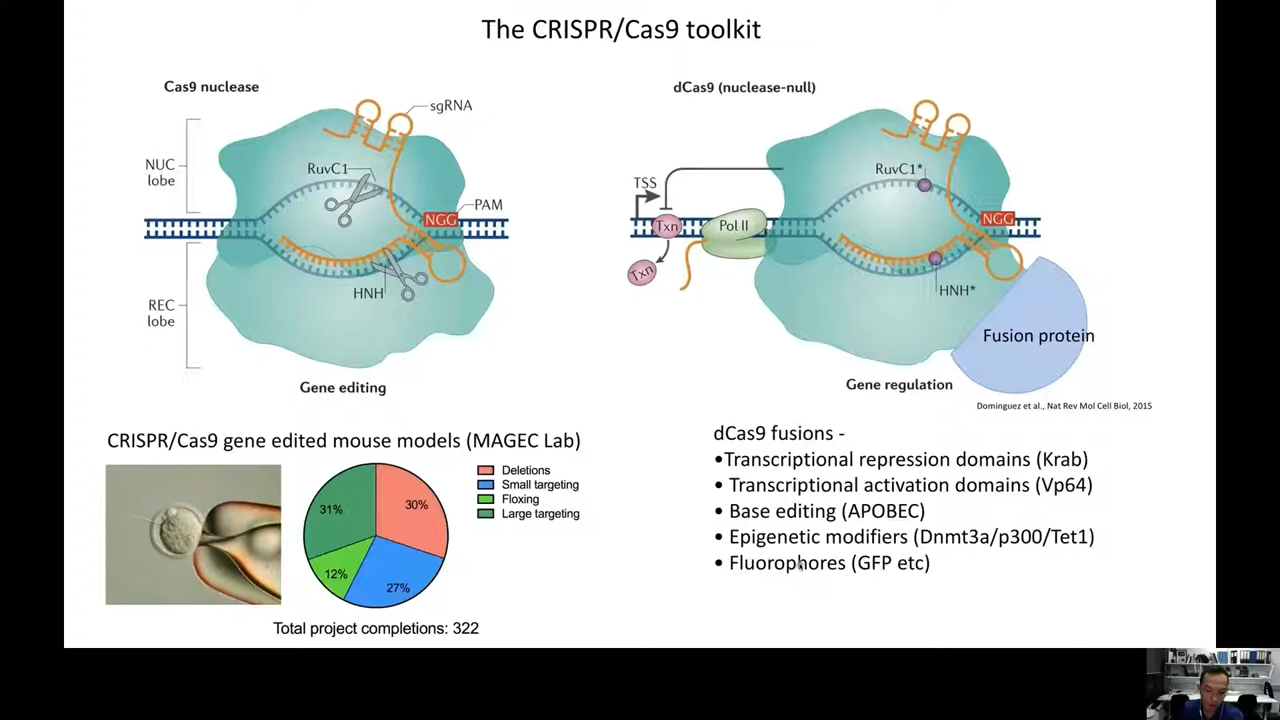 The CRISPR/Cas9 toolkit
Cas9 nuclease
sgRNA
NUC
lobe
RuvC1
PAM
NGG
REC
lobe
HNH
Gene editing
dCas9 (nuclease-null)
TSS
RuvC1*
Txn
Pol II
NGG
Txn
HNH*
Fusion protein
Gene regulation
Dominguez et al., Nat Rev Mol Cell Biol, 2015
CRISPR/Cas9 gene edited mouse models (MAGEC Lab)
31%
30%
12%
27%
Deletions
Small targeting
Floxing
Large targeting
Total project completions: 322
dCas9 fusions -
•Transcriptional repression domains (Krab)
• Transcriptional activation domains (Vp64)
• Base editing (APOBEC)
• Epigenetic modifiers (Dnmt3a/p300/Tet1)
• Fluorophores (GFP etc)